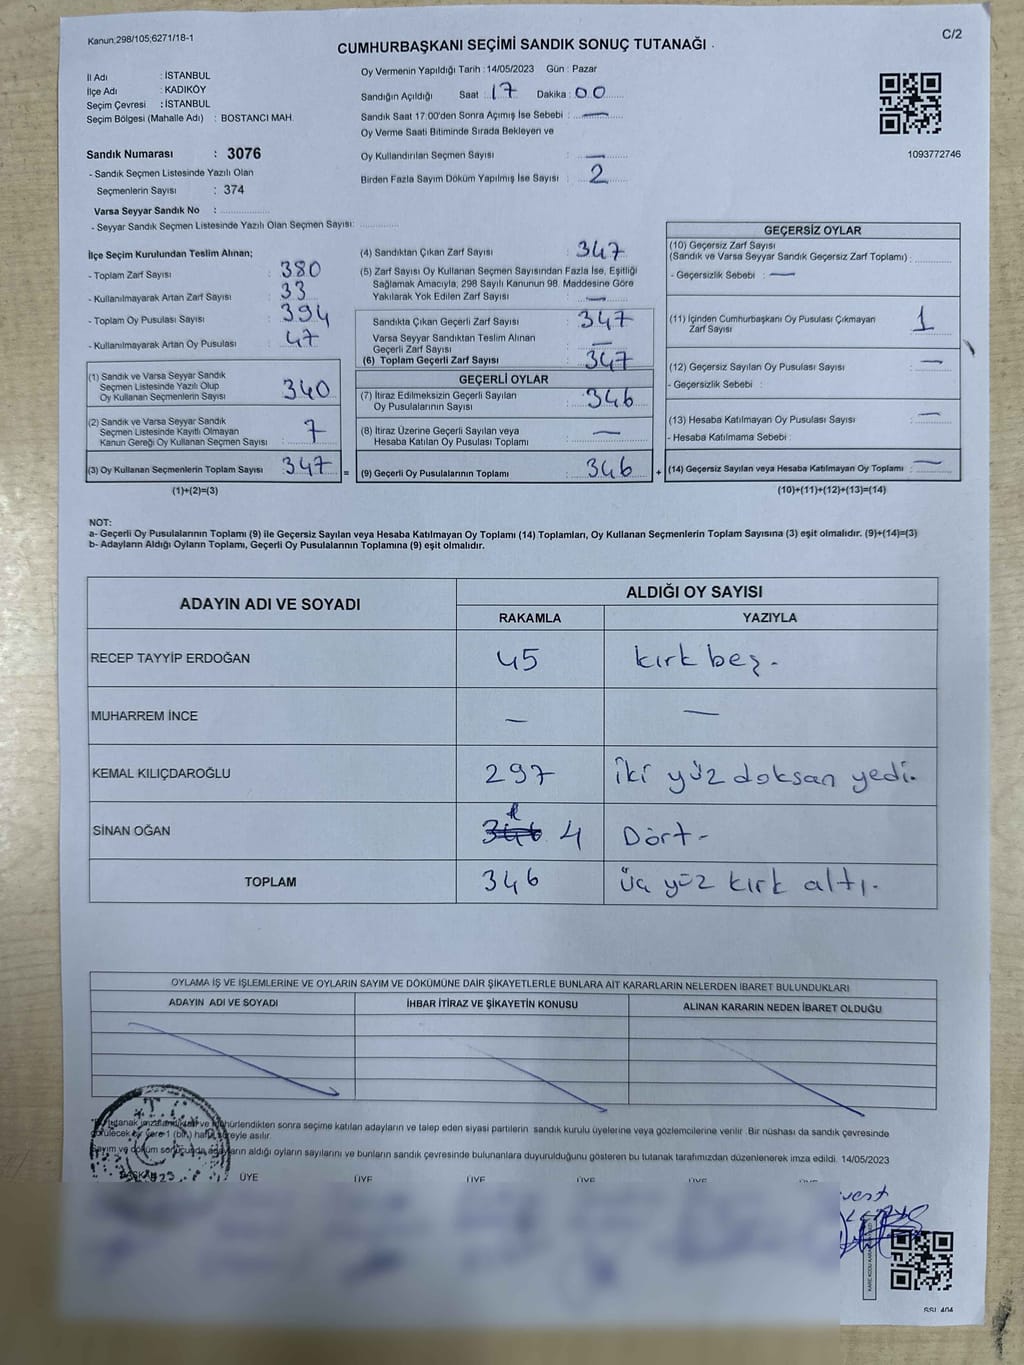 Kanun;298/105;6271/18-1
C/2
CUMHURBAŞKANI SEÇİMİ SANDIK SONUÇ TUTANAĞI
İl Adı : İSTANBUL
İlçe Adı : KADIKÖY
Seçim Çevresi : İSTANBUL
Seçim Bölgesi (Mahalle Adı) : BOSTANCI MAH.
Sandık Numarası : 3076
- Sandık Seçmen Listesinde Yazılı Olan
Seçmenlerin Sayısı : 374
Varsa Seyyar Sandık No :
- Seyyar Sandık Seçmen Listesinde Yazılı Olan Seçmen Sayısı:
Oy Vermenin Yapıldığı Tarih : 14/05/2023 Gün : Pazar
Sandığın Açıldığı Saat : 17 Dakika : 00
Sandık Saat 17.00'den Sonra Açılmış İse Sebebi : —
Oy Verme Saati Bitiminde Sırada Bekleyen ve
Oy Kullandırılan Seçmen Sayısı : —
Birden Fazla Sayım Döküm Yapılmış İse Sayısı : 2
1093772746
İlçe Seçim Kurulundan Teslim Alınan;
- Toplam Zarf Sayısı : 380
- Kullanılmayarak Artan Zarf Sayısı : 33
- Toplam Oy Pusulası Sayısı : 394
- Kullanılmayarak Artan Oy Pusulası : 47
(1) Sandık ve Varsa Seyyar Sandık
Seçmen Listesinde Yazılı Olup
Oy Kullanan Seçmenlerin Sayısı : 340
(2) Sandık ve Varsa Seyyar Sandık
Seçmen Listesinde Kayıtlı Olmayan
Kanun Gereği Oy Kullanan Seçmen Sayısı : 7
(3) Oy Kullanan Seçmenlerin Toplam Sayısı : 347 =
(1)+(2)=(3)
(4) Sandıktan Çıkan Zarf Sayısı : 347
(5) Zarf Sayısı Oy Kullanan Seçmen Sayısından Fazla İse, Eşitliği
Sağlamak Amacıyla; 298 Sayılı Kanunun 98. Maddesine Göre
Yakılarak Yok Edilen Zarf Sayısı : —
Sandıkta Çıkan Geçerli Zarf Sayısı : 347
Varsa Seyyar Sandıktan Teslim Alınan
Geçerli Zarf Sayısı : —
(6) Toplam Geçerli Zarf Sayısı : 347
GEÇERLİ OYLAR
(7) İtiraz Edilmeksizin Geçerli Sayılan
Oy Pusulalarının Sayısı : 346
(8) İtiraz Üzerine Geçerli Sayılan veya
Hesaba Katılan Oy Pusulası Toplamı : —
(9) Geçerli Oy Pusulalarının Toplamı : 346 +
GEÇERSİZ OYLAR
(10) Geçersiz Zarf Sayısı
(Sandık ve Varsa Seyyar Sandık Geçersiz Zarf Toplamı) :
- Geçersizlik Sebebi : —
(11) İçinden Cumhurbaşkanı Oy Pusulası Çıkmayan
Zarf Sayısı : 1
(12) Geçersiz Sayılan Oy Pusulası Sayısı : —
- Geçersizlik Sebebi :
(13) Hesaba Katılmayan Oy Pusulası Sayısı : —
- Hesaba Katılmama Sebebi :
(14) Geçersiz Sayılan veya Hesaba Katılmayan Oy Toplamı : —
(10)+(11)+(12)+(13)=(14)
NOT:
a- Geçerli Oy Pusulalarının Toplamı (9) ile Geçersiz Sayılan veya Hesaba Katılmayan Oy Toplamı (14) Toplamları, Oy Kullanan Seçmenlerin Toplam Sayısına (3) eşit olmalıdır. (9)+(14)=(3)
b- Adayların Aldığı Oyların Toplamı, Geçerli Oy Pusulalarının Toplamına (9) eşit olmalıdır.
ADAYIN ADI VE SOYADI
ALDIĞI OY SAYISI
RAKAMLA YAZIYLA
RECEP TAYYİP ERDOĞAN 45 kırk beş.
MUHARREM İNCE — —
KEMAL KILIÇDAROĞLU 297 iki yüz doksan yedi.
SİNAN OĞAN 346 4 Dört-
TOPLAM 346 üç yüz kırk altı.
OYLAMA İŞ VE İŞLEMLERİNE VE OYLARIN SAYIM VE DÖKÜMÜNE DAİR ŞİKAYETLERLE BUNLARA AİT KARARLARIN NELERDEN İBARET BULUNDUKLARI
ADAYIN ADI VE SOYADI İHBAR İTİRAZ VE ŞİKAYETİN KONUSU ALINAN KARARIN NEDEN İBARET OLDUĞU
sonra seçime katılan adayların ve talep eden siyasi partilerin sandık kurulu üyelerine veya gözlemcilerine verilir. Bir nüshası da sandık çevresinde
asılır.
aldığı oyların sayılarını ve bunların sandık çevresinde bulunanlara duyurulduğunu gösteren bu tutanak tarafımızdan düzenlenerek imza edildi. 14/05/2023
BAŞKAN ÜYE ÜYE ÜYE ÜYE ÜYE